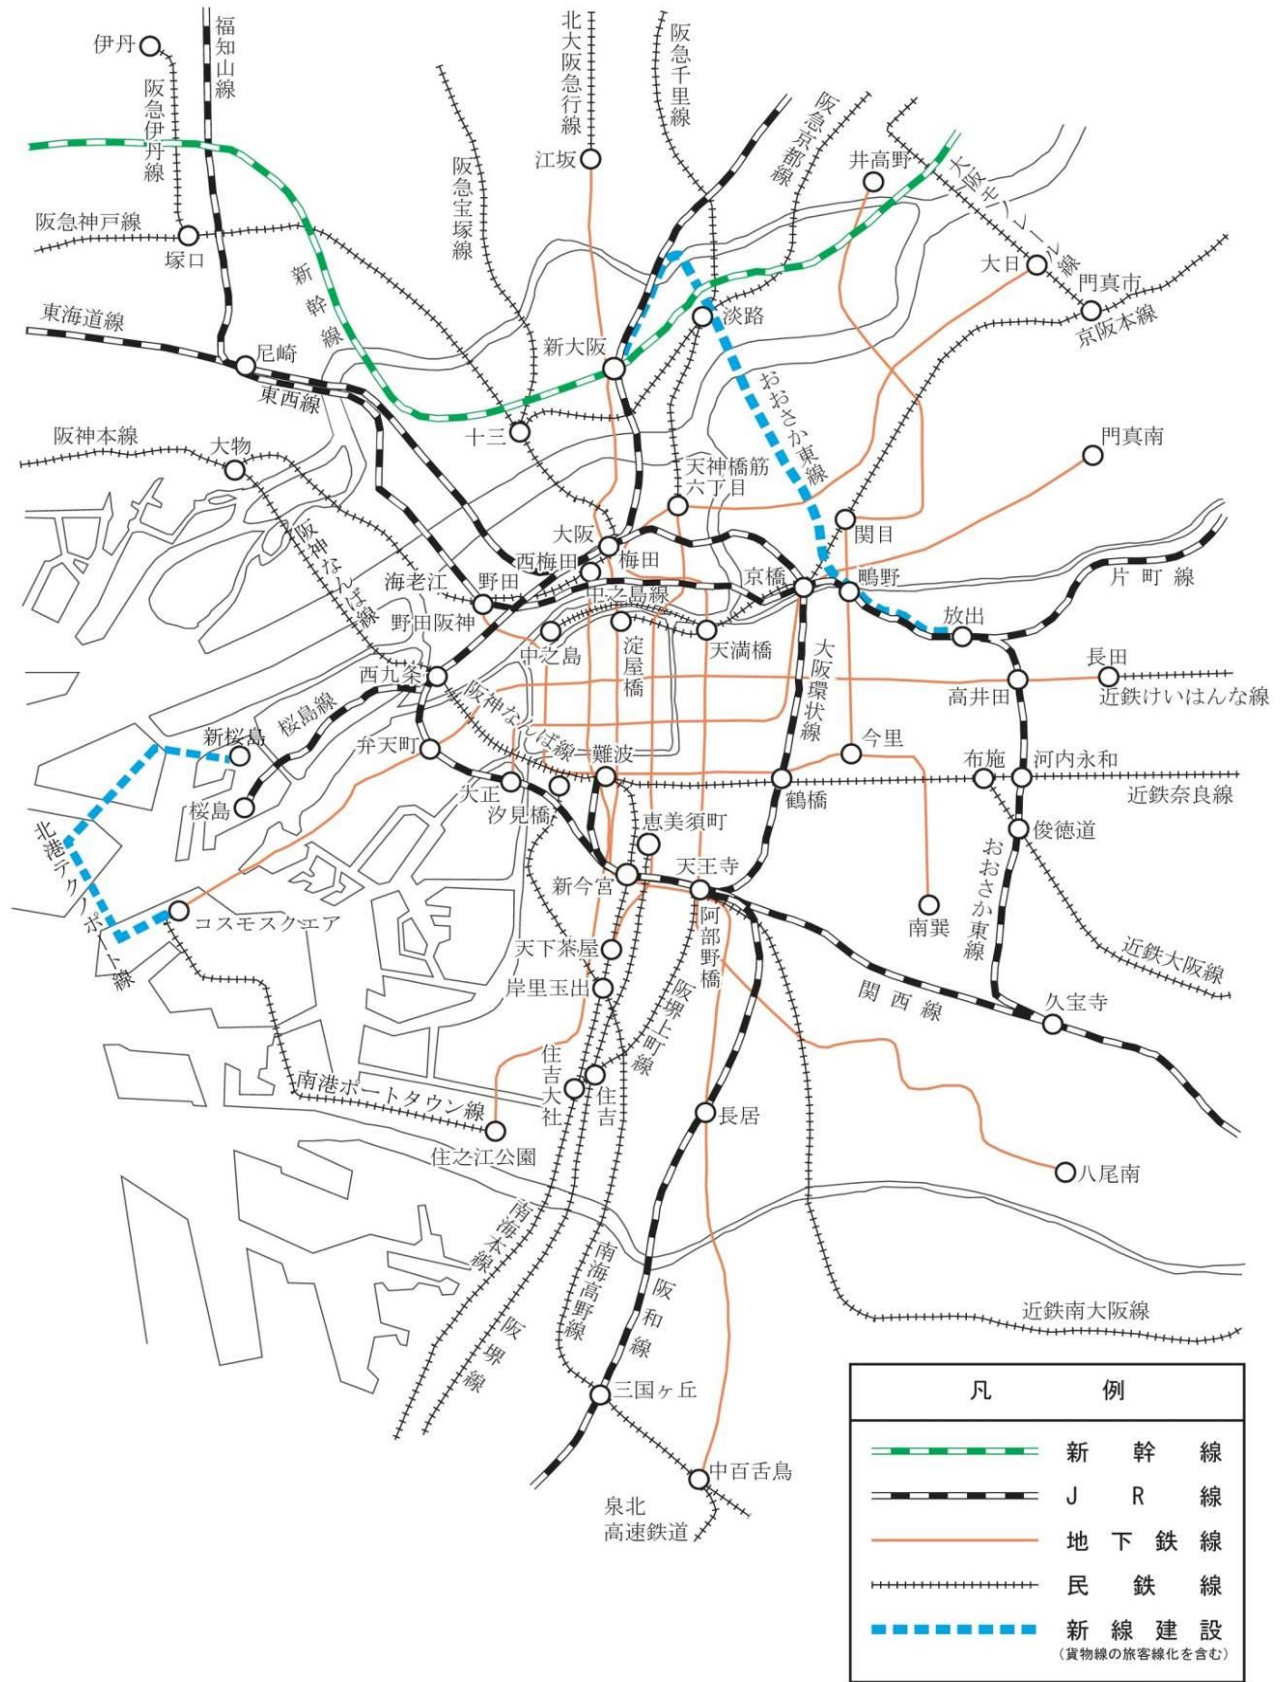 伊丹
福知山線
阪急伊丹線
北大阪急行線
阪急千里線
阪急京都線
阪急宝塚線
江坂
井高野
大阪モノレール線
阪急神戸線
塚口
新幹線
大日
門真市
京阪本線
東海道線
尼崎
東西線
新大阪
淡路
おおさか東線
阪神本線
大物
十三
天神橋筋
六丁目
門真南
関目
阪神なんば線
大阪
梅田
西梅田
海老江
野田
中之島線
京橋
鴫野
片町線
野田阪神
中之島
淀屋橋
天満橋
放出
大阪環状線
西九条
長田
高井田
近鉄けいはんな線
桜島線
新桜島
阪神なんば線
弁天町
難波
今里
布施
河内永和
桜島
大正
汐見橋
鶴橋
近鉄奈良線
恵美須町
俊徳道
北港テクノポート線
新今宮
天王寺
おおさか東線
コスモスクエア
阿部野橋
南巽
天下茶屋
近鉄大阪線
岸里玉出
阪堺上町線
関西線
久宝寺
南港ポートタウン線
住吉大社
住吉
長居
住之江公園
八尾南
南海本線
南海高野線
阪和線
阪堺線
近鉄南大阪線
三国ヶ丘
中百舌鳥
泉北
高速鉄道
凡例
新幹線
JR線
地下鉄線
民鉄線
新線建設
(貨物線の旅客線化を含む)